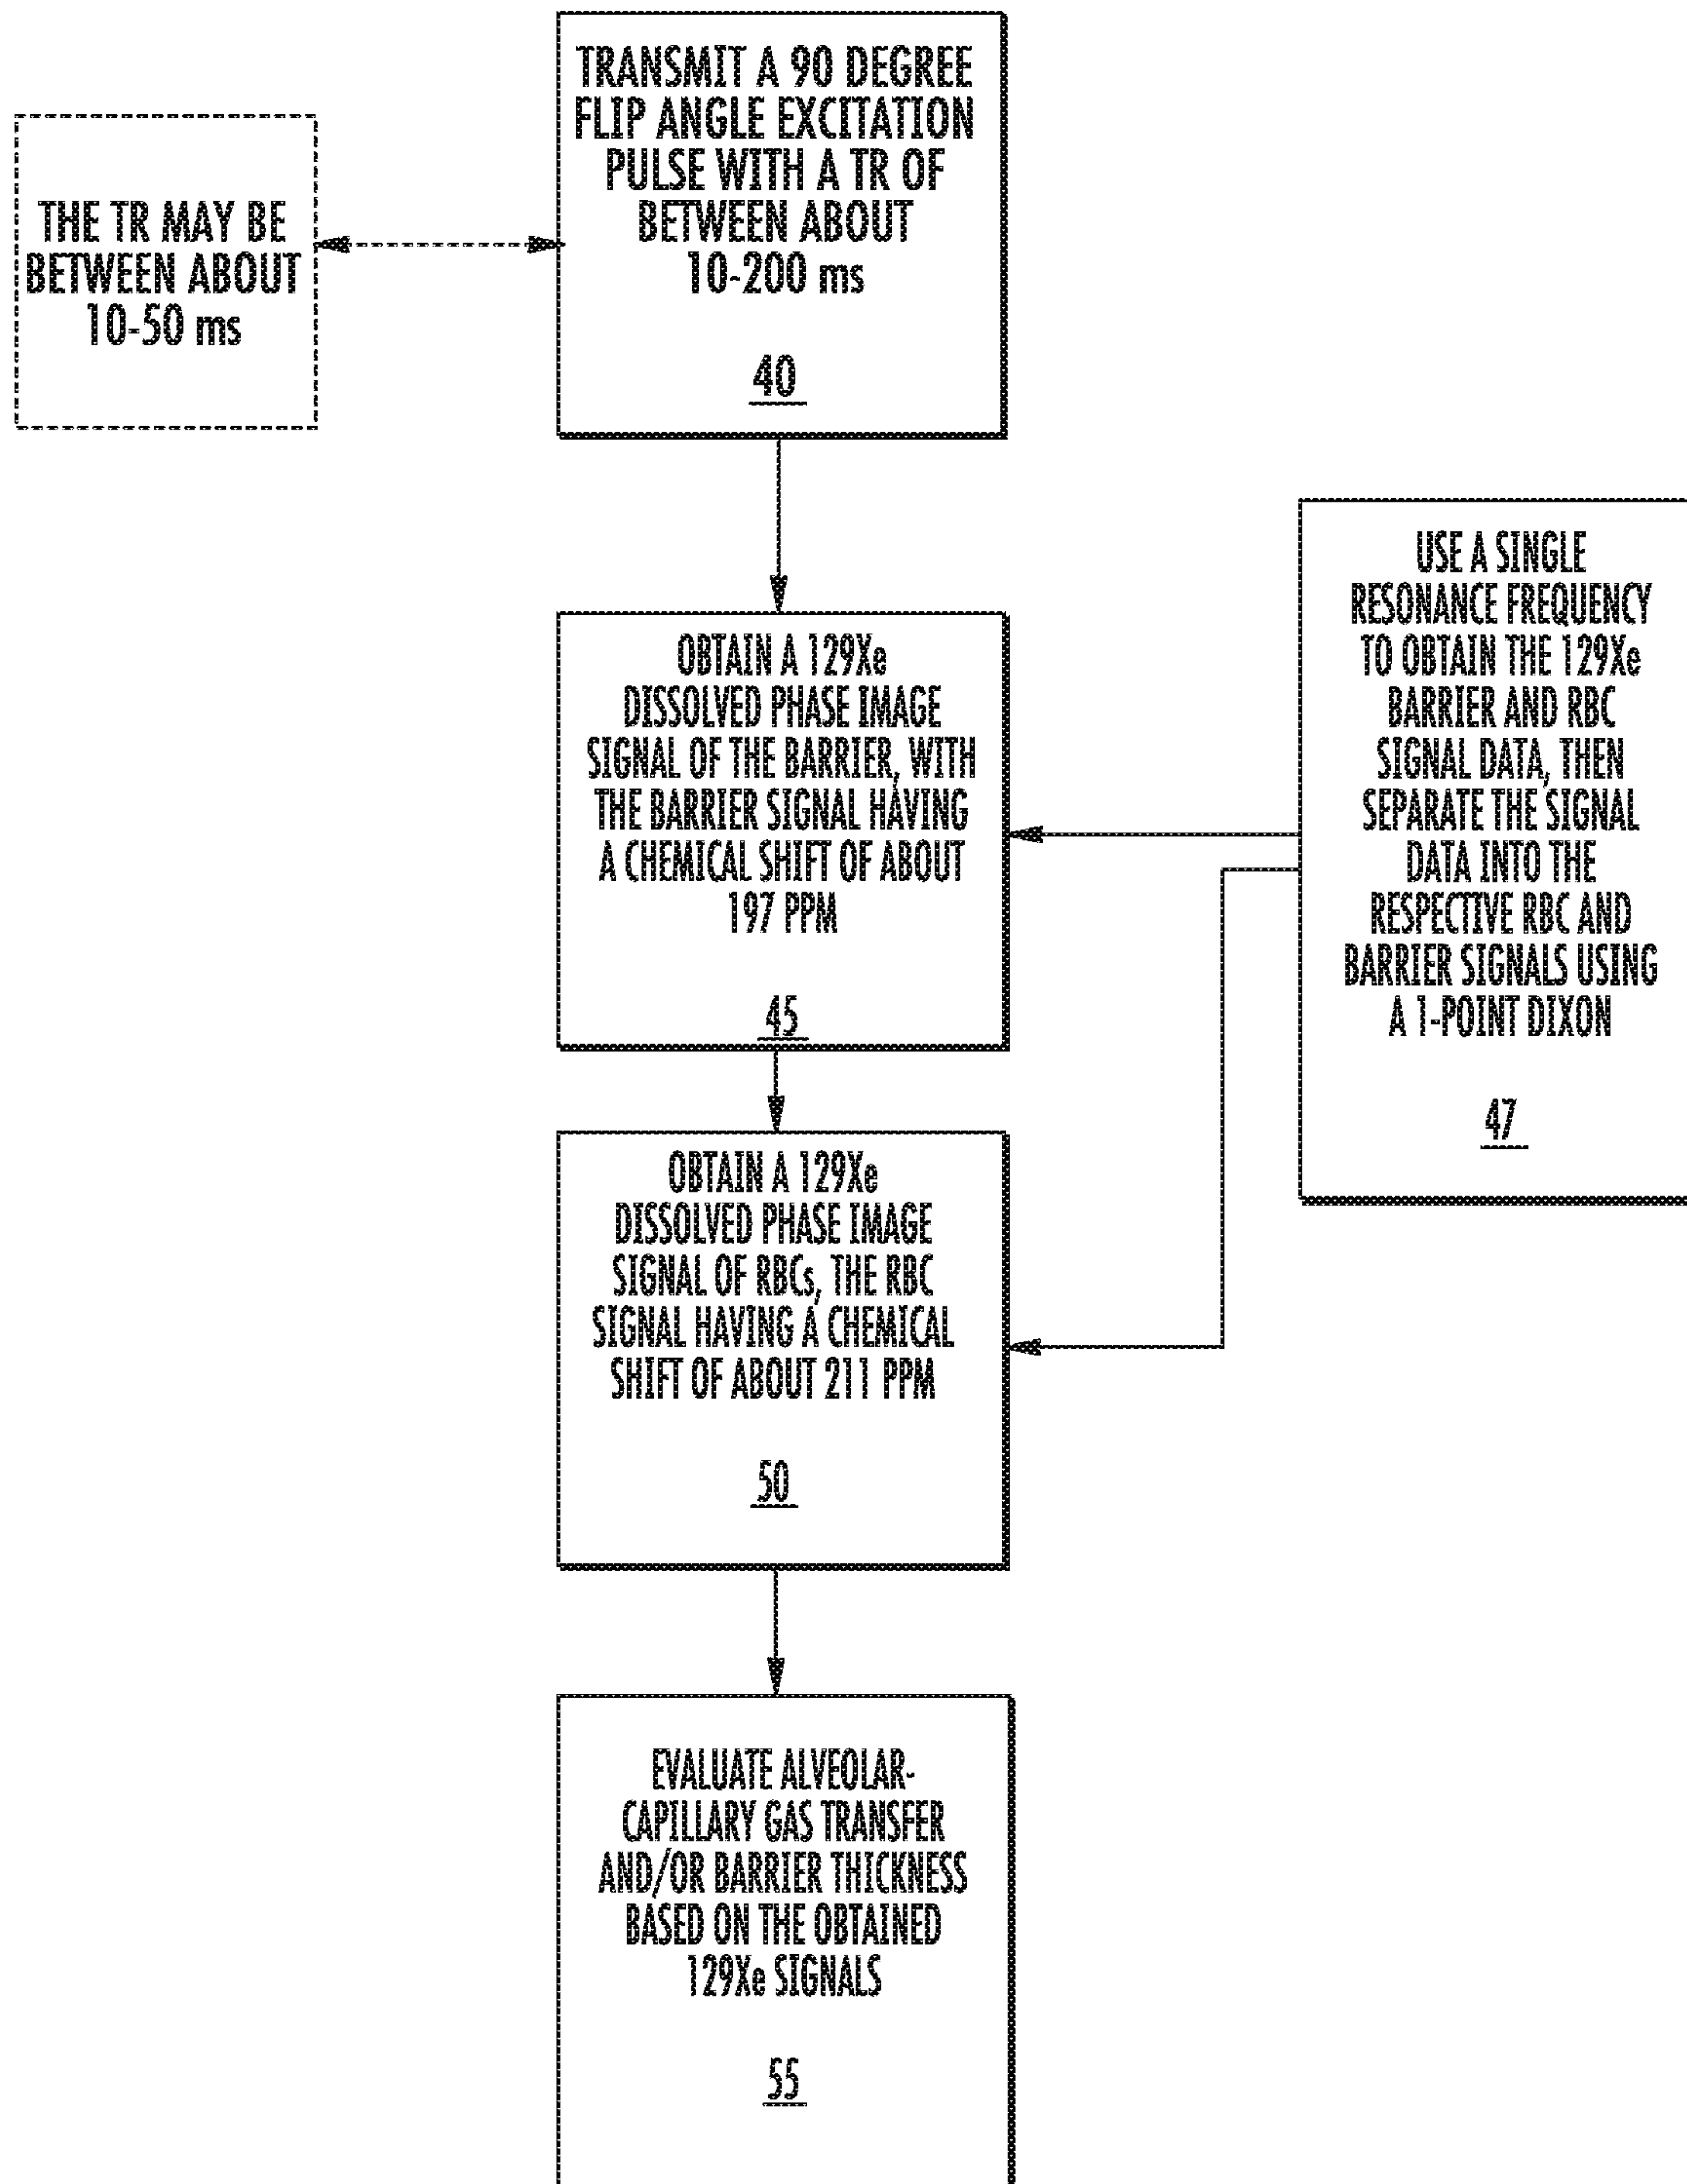 TRANSMIT A 90 DEGREE
FLIP ANGLE EXCITATION
PULSE WITH A TR OF
BETWEEN ABOUT
10-200 ms
40
THE TR MAY BE
BETWEEN ABOUT
10-50 ms
OBTAIN A 129Xe
DISSOLVED PHASE IMAGE
SIGNAL OF THE BARRIER, WITH
THE BARRIER SIGNAL HAVING
A CHEMICAL SHIFT OF ABOUT
197 PPM
45
USE A SINGLE
RESONANCE FREQUENCY
TO OBTAIN THE 129Xe
BARRIER AND RBC
SIGNAL DATA, THEN
SEPARATE THE SIGNAL
DATA INTO THE
RESPECTIVE RBC AND
BARRIER SIGNALS USING
A 1-POINT DIXON
47
OBTAIN A 129Xe
DISSOLVED PHASE IMAGE
SIGNAL OF RBCs, THE RBC
SIGNAL HAVING A CHEMICAL
SHIFT OF ABOUT 211 PPM
50
EVALUATE ALVEOLAR-
CAPILLARY GAS TRANSFER
AND/OR BARRIER THICKNESS
BASED ON THE OBTAINED
129Xe SIGNALS
55